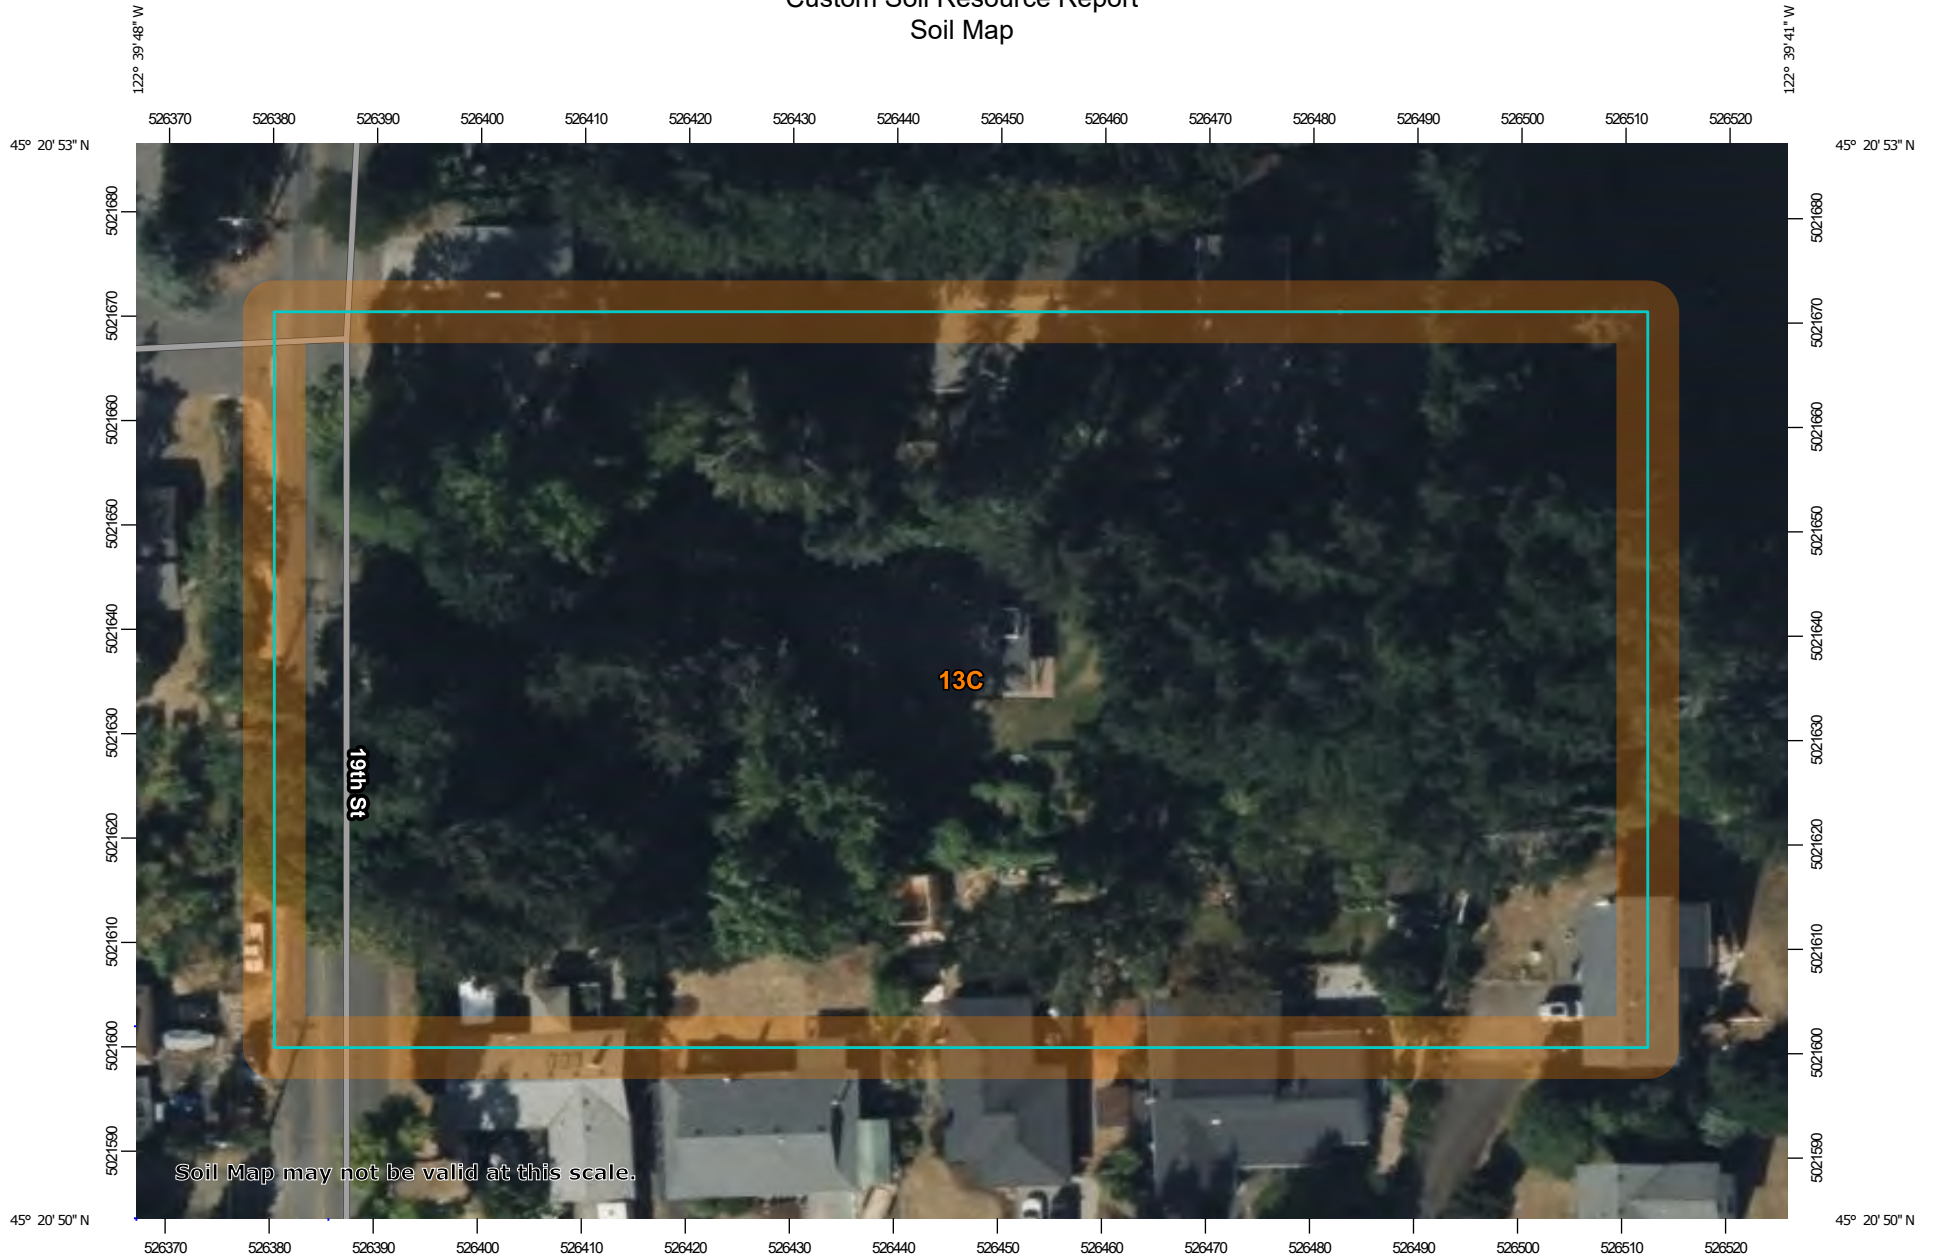 Custom Soil Resource Report
Soil Map
122° 39' 48" W
122° 39' 41" W
526370 526380 526390 526400 526410 526420 526430 526440 526450 526460 526470 526480 526490 526500 526510 526520
45° 20' 53" N
45° 20' 53" N
5021680
5021680
5021670
5021670
5021660
5021660
5021650
5021650
5021640
5021640
13C
5021630
5021630
19th St
5021620
5021620
5021610
5021610
5021600
5021600
5021590
5021590
Soil Map may not be valid at this scale.
45° 20' 50" N
45° 20' 50" N
526370 526380 526390 526400 526410 526420 526430 526440 526450 526460 526470 526480 526490 526500 526510 526520